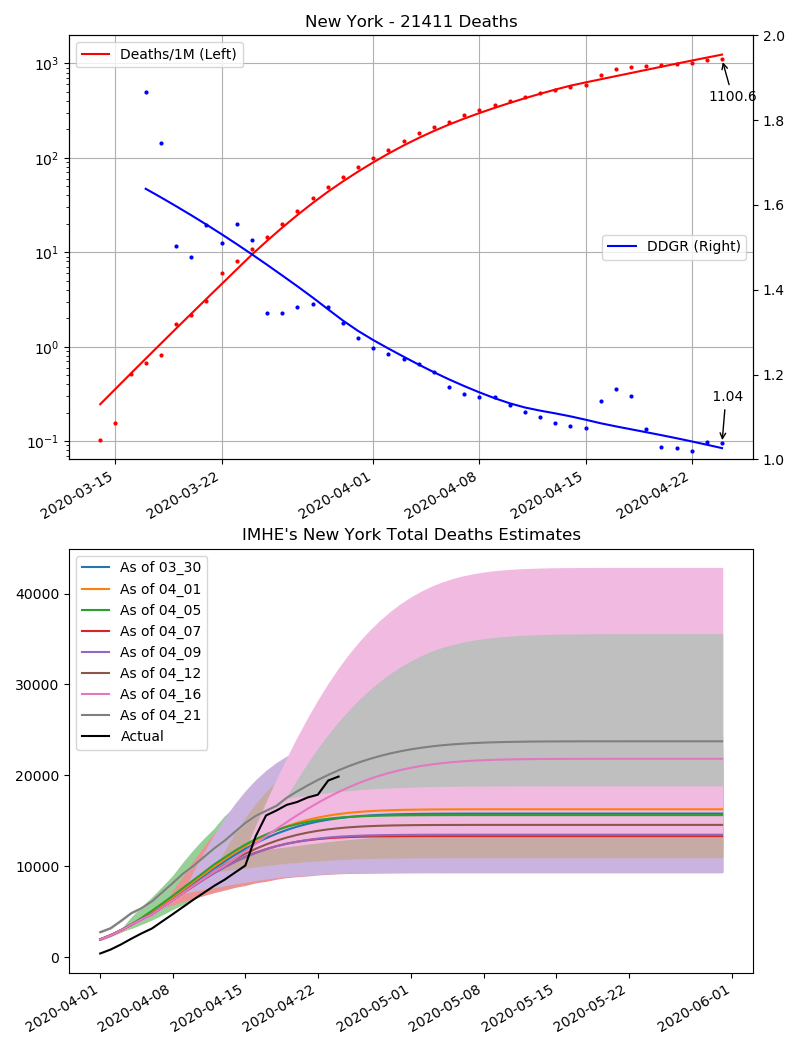 New York - 21411 Deaths
Deaths/1M (Left)
DDGR (Right)
10³
10²
10¹
10⁰
10⁻¹
2.0
1.8
1.6
1.4
1.2
1.0
1100.6
1.04
2020-03-15
2020-03-22
2020-04-01
2020-04-08
2020-04-15
2020-04-22
IMHE's New York Total Deaths Estimates
As of 03_30
As of 04_01
As of 04_05
As of 04_07
As of 04_09
As of 04_12
As of 04_16
As of 04_21
Actual
40000
30000
20000
10000
0
2020-04-01
2020-04-08
2020-04-15
2020-04-22
2020-05-01
2020-05-08
2020-05-15
2020-05-22
2020-06-01